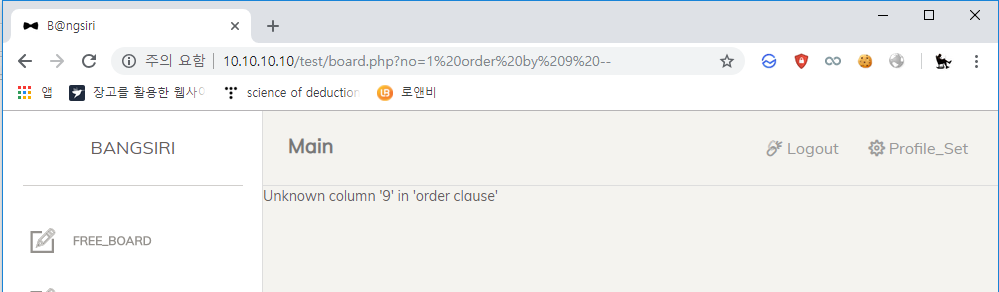 B@ngsiri
주의 요함 | 10.10.10.10/test/board.php?no=1%20order%20by%209%20--
앱 장고를 활용한 웹사이 science of deduction 로앤비
BANGSIRI
Main Logout Profile_Set
Unknown column '9' in 'order clause'
FREE_BOARD